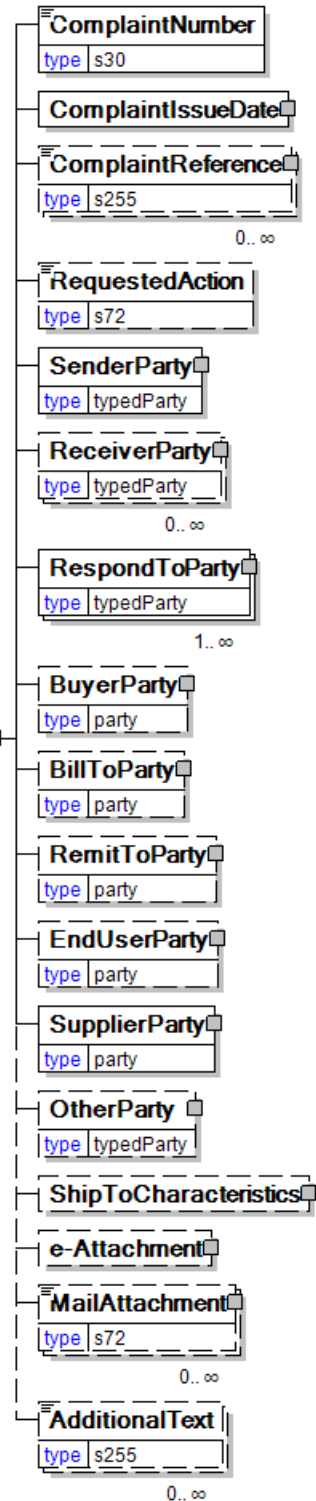 ComplaintNumber
type s30
ComplaintIssueDate
ComplaintReference
type s255
0.. ∞
RequestedAction
type s72
SenderParty
type typedParty
ReceiverParty
type typedParty
0.. ∞
RespondToParty
type typedParty
1.. ∞
BuyerParty
type party
BillToParty
type party
RemitToParty
type party
EndUserParty
type party
SupplierParty
type party
OtherParty
type typedParty
ShipToCharacteristics
e-Attachment
MailAttachment
type s72
0.. ∞
AdditionalText
type s255
0.. ∞